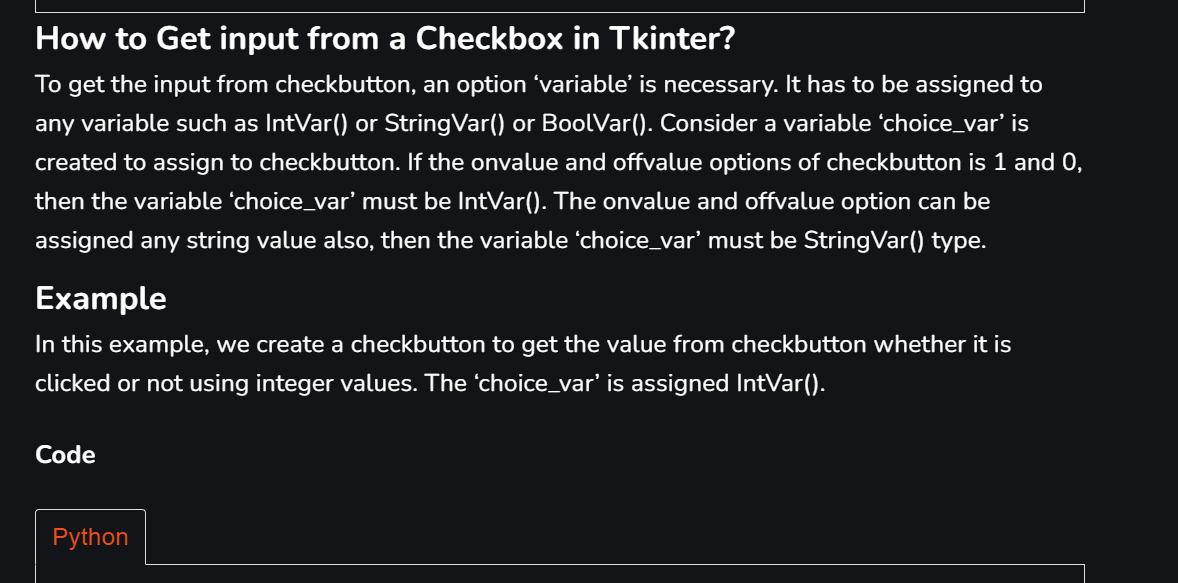 How to Get input from a Checkbox in Tkinter?
To get the input from checkbutton, an option ‘variable’ is necessary. It has to be assigned to
any variable such as IntVar() or StringVar() or BoolVar(). Consider a variable ‘choice_var’ is
created to assign to checkbutton. If the onvalue and offvalue options of checkbutton is 1 and 0,
then the variable ‘choice_var’ must be IntVar(). The onvalue and offvalue option can be
assigned any string value also, then the variable ‘choice_var’ must be StringVar() type.
Example
In this example, we create a checkbutton to get the value from checkbutton whether it is
clicked or not using integer values. The ‘choice_var’ is assigned IntVar().
Code
Python